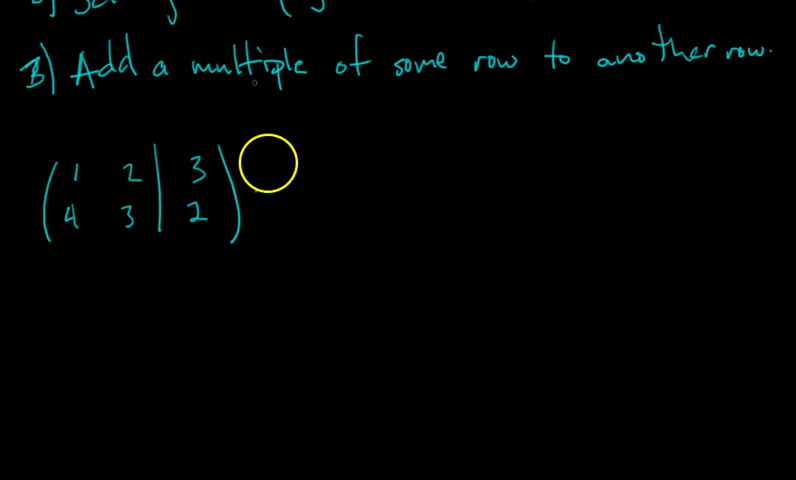 3) Add a multiple of some row to another row.
( 1 2 | 3 )
( 4 3 | 2 )